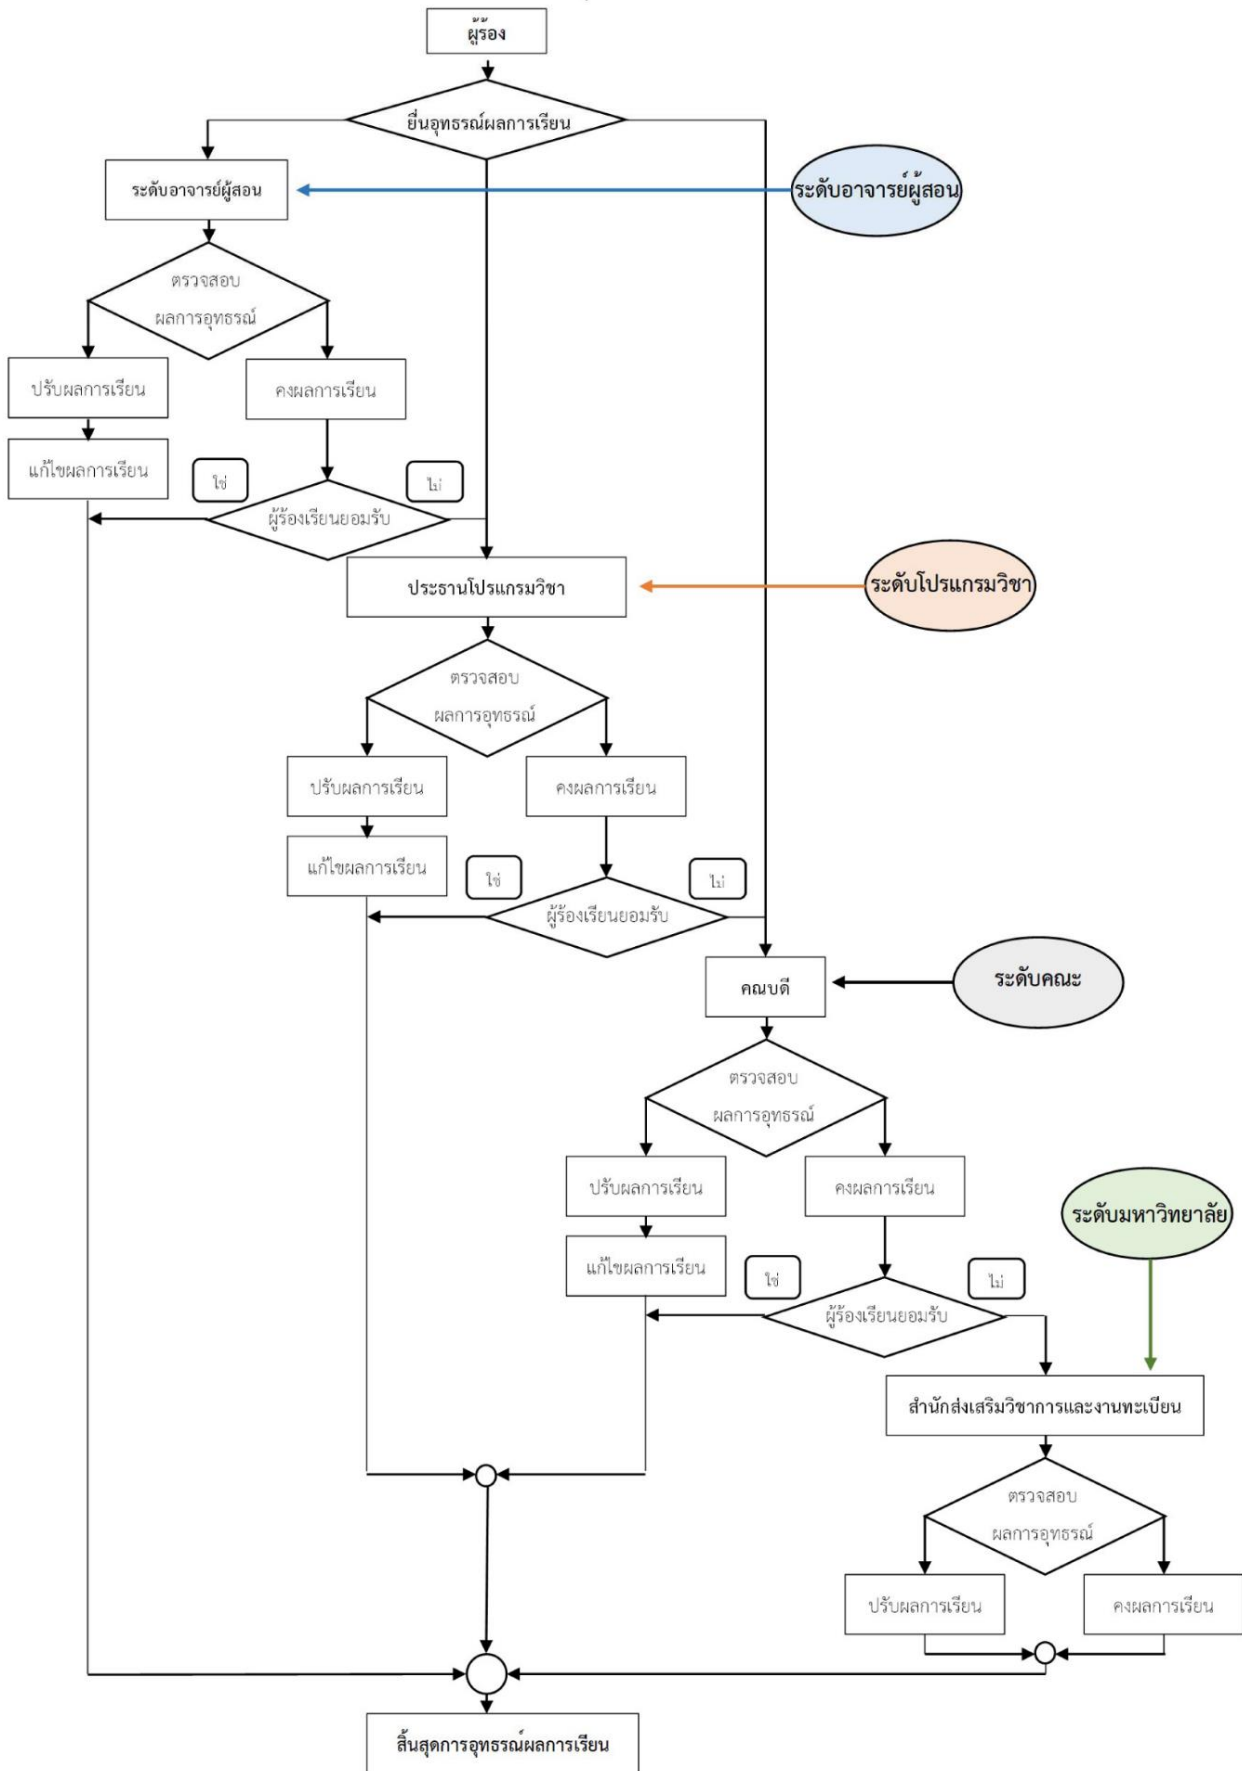 ผู้ร้อง
ยื่นอุทธรณ์ผลการเรียน
ระดับอาจารย์ผู้สอน
ระดับอาจารย์ผู้สอน
ตรวจสอบ
ผลการอุทธรณ์
ปรับผลการเรียน
คงผลการเรียน
แก้ไขผลการเรียน
ใช่
ไม่
ผู้ร้องเรียนยอมรับ
ประธานโปรแกรมวิชา
ระดับโปรแกรมวิชา
ตรวจสอบ
ผลการอุทธรณ์
ปรับผลการเรียน
คงผลการเรียน
แก้ไขผลการเรียน
ใช่
ไม่
ผู้ร้องเรียนยอมรับ
คณบดี
ระดับคณะ
ตรวจสอบ
ผลการอุทธรณ์
ปรับผลการเรียน
คงผลการเรียน
ระดับมหาวิทยาลัย
แก้ไขผลการเรียน
ใช่
ไม่
ผู้ร้องเรียนยอมรับ
สำนักส่งเสริมวิชาการและงานทะเบียน
ตรวจสอบ
ผลการอุทธรณ์
ปรับผลการเรียน
คงผลการเรียน
สิ้นสุดการอุทธรณ์ผลการเรียน